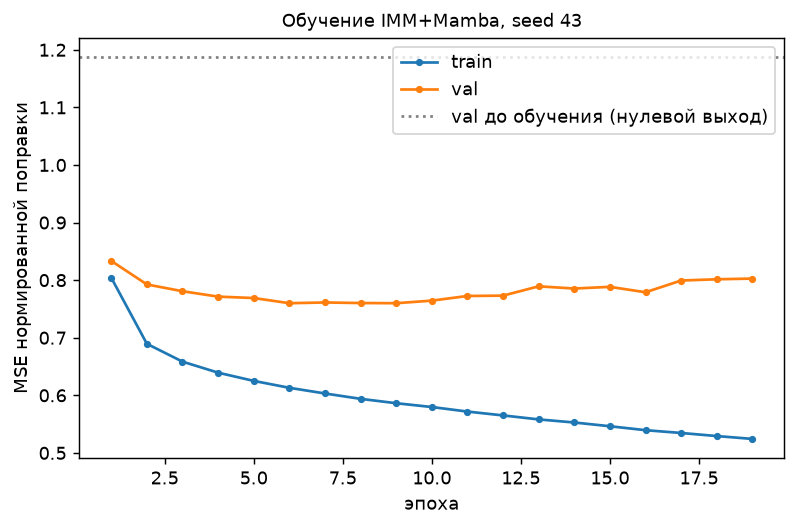 Обучение IMM+Mamba, seed 43
train
val
val до обучения (нулевой выход)
MSE нормированной поправки
1.2
1.1
1.0
0.9
0.8
0.7
0.6
0.5
2.5 5.0 7.5 10.0 12.5 15.0 17.5
эпоха